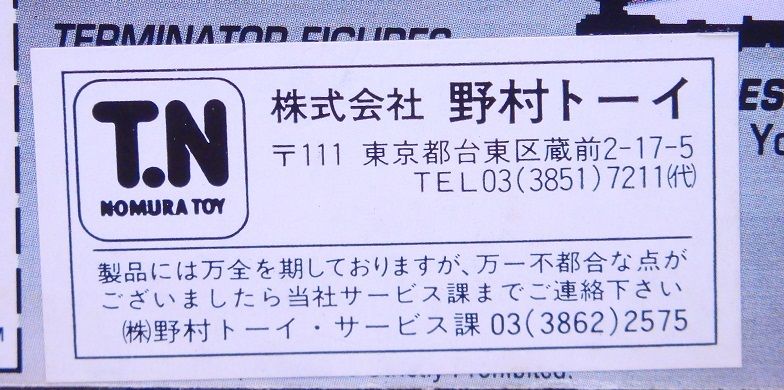 TERMINATOR FIGURES
T.N
NOMURA TOY
株式会社 野村トーイ
〒111 東京都台東区蔵前2-17-5
TEL03(3851)7211㈹
製品には万全を期しておりますが、万一不都合な点が
ございましたら当社サービス課までご連絡下さい
㈱野村トーイ・サービス課 03(3862)2575
ES
Yo
Prohibited.